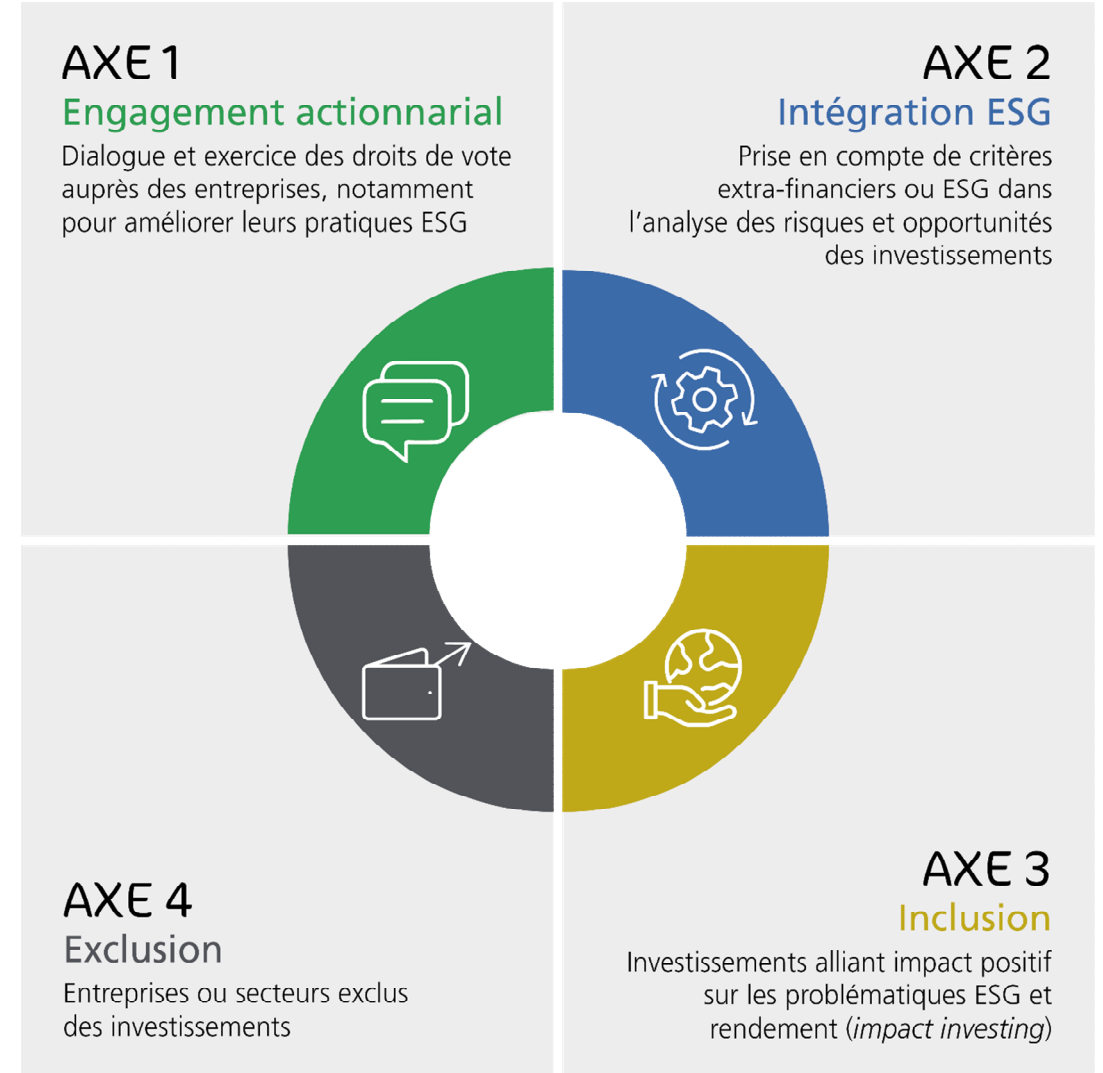 AXE 1
Engagement actionnarial
Dialogue et exercice des droits de vote
auprès des entreprises, notamment
pour améliorer leurs pratiques ESG
AXE 2
Intégration ESG
Prise en compte de critères
extra-financiers ou ESG dans
l’analyse des risques et opportunités
des investissements
AXE 3
Inclusion
Investissements alliant impact positif
sur les problématiques ESG et
rendement (impact investing)
AXE 4
Exclusion
Entreprises ou secteurs exclus
des investissements